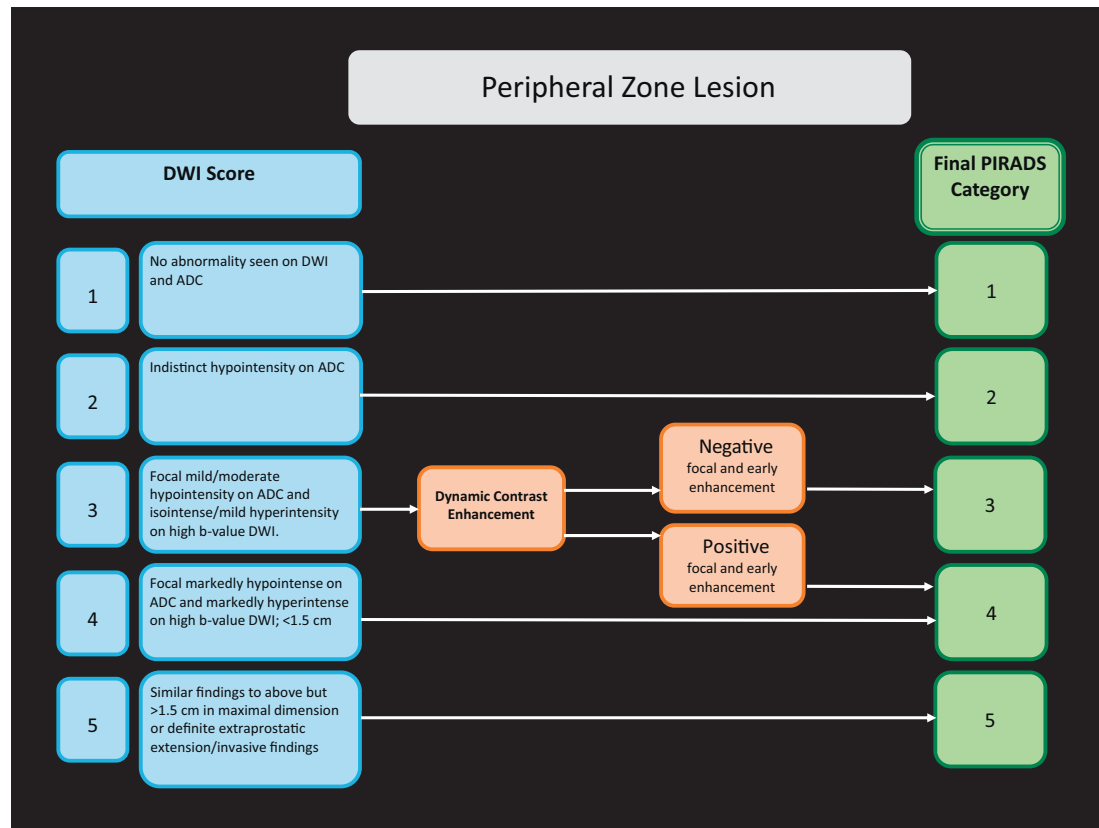 Peripheral Zone Lesion
DWI Score
Final PIRADS
Category
1
No abnormality seen on DWI
and ADC
1
2
Indistinct hypointensity on ADC
2
3
Focal mild/moderate
hypointensity on ADC and
isointense/mild hyperintensity
on high b-value DWI.
Dynamic Contrast
Enhancement
Negative
focal and early
enhancement
Positive
focal and early
enhancement
3
4
Focal markedly hypointense on
ADC and markedly hyperintense
on high b-value DWI; <1.5 cm
4
5
Similar findings to above but
>1.5 cm in maximal dimension
or definite extraprostatic
extension/invasive findings
5